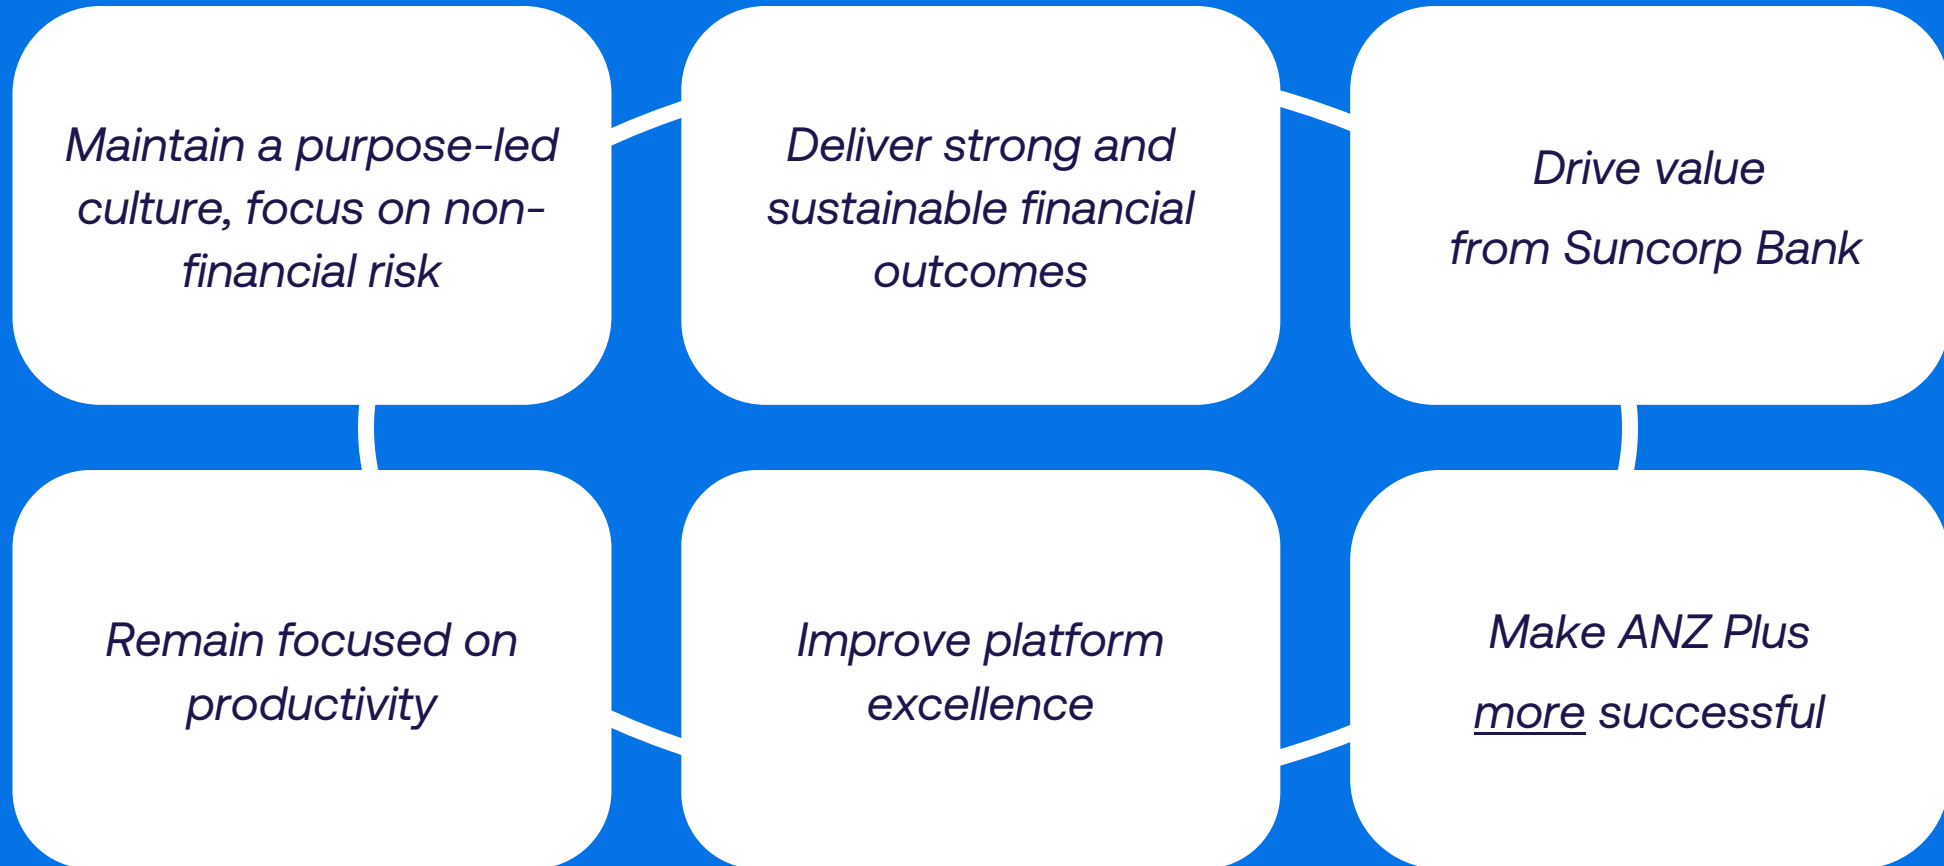 Maintain a purpose-led
culture, focus on non-
financial risk
Deliver strong and
sustainable financial
outcomes
Drive value
from Suncorp Bank
Remain focused on
productivity
Improve platform
excellence
Make ANZ Plus
more successful